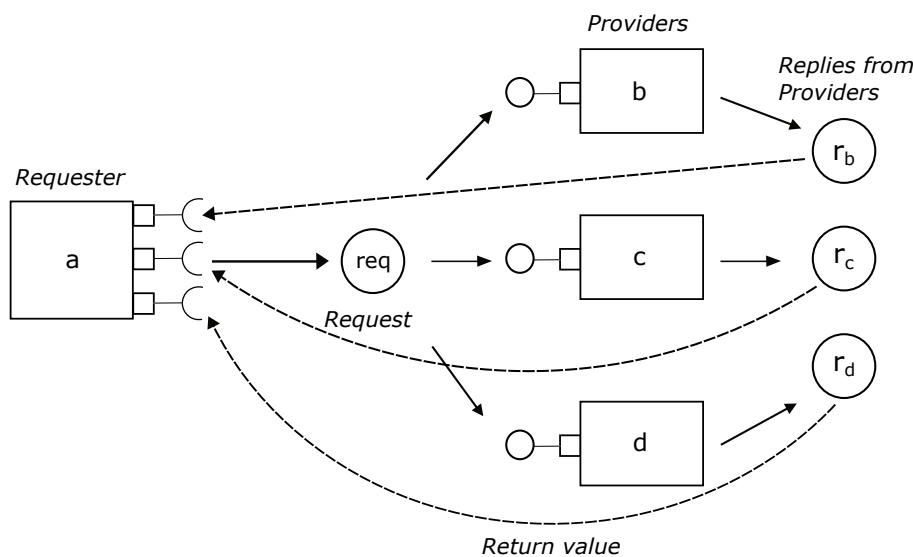 Providers
b
Replies from
Providers
r_b
Requester
a
req
c
r_c
Request
r_d
d
Return value